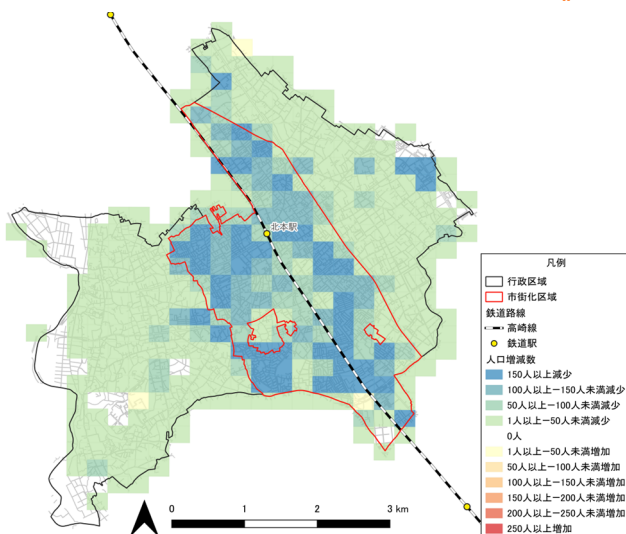 北本駅
凡例
行政区域
市街化区域
鉄道路線
高崎線
鉄道駅
人口増減数
150人以上減少
100人以上－150人未満減少
50人以上－100人未満減少
1人以上－50人未満減少
0人
1人以上－50人未満増加
50人以上－100人未満増加
100人以上－150人未満増加
150人以上－200人未満増加
200人以上－250人未満増加
250人以上増加
0 1 2 3 km